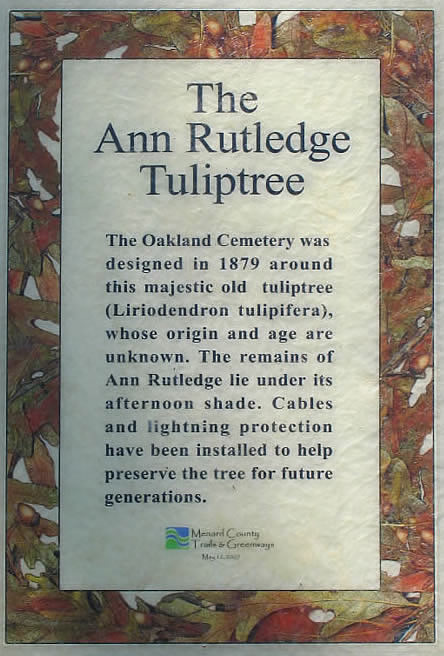 The
Ann Rutledge
Tuliptree
The Oakland Cemetery was
designed in 1879 around
this majestic old tuliptree
(Liriodendron tulipifera),
whose origin and age are
unknown. The remains of
Ann Rutledge lie under its
afternoon shade. Cables
and lightning protection
have been installed to help
preserve the tree for future
generations.
Menard County
Trails & Greenways
May